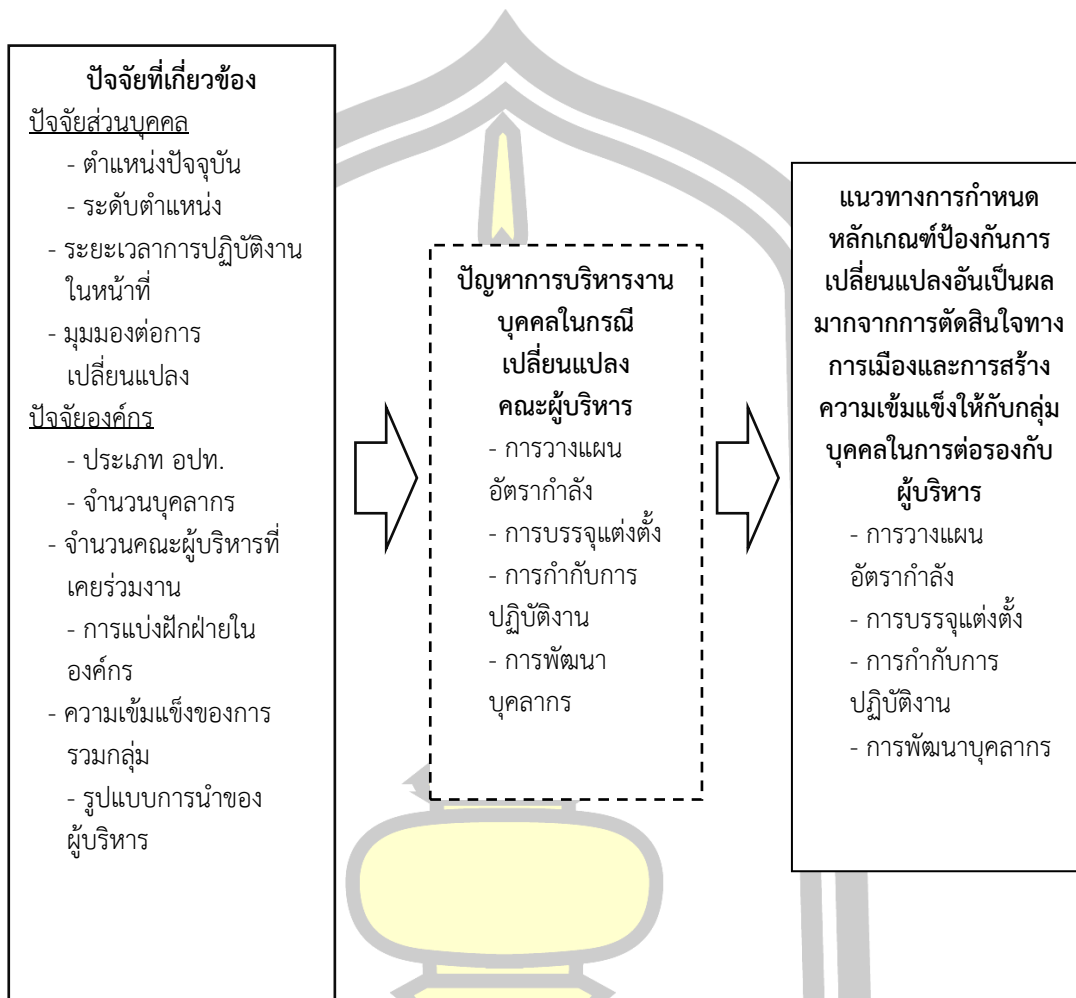 ปัจจัยที่เกี่ยวข้อง
ปัจจัยส่วนบุคคล
- ตำแหน่งปัจจุบัน
- ระดับตำแหน่ง
- ระยะเวลาการปฏิบัติงาน
ในหน้าที่
- มุมมองต่อการ
เปลี่ยนแปลง
ปัจจัยองค์กร
- ประเภท อปท.
- จำนวนบุคลากร
- จำนวนคณะผู้บริหารที่
เคยร่วมงาน
- การแบ่งฝักฝ่ายใน
องค์กร
- ความเข้มแข็งของการ
รวมกลุ่ม
- รูปแบบการนำของ
ผู้บริหาร
ปัญหาการบริหารงาน
บุคคลในกรณี
เปลี่ยนแปลง
คณะผู้บริหาร
- การวางแผน
อัตรากำลัง
- การบรรจุแต่งตั้ง
- การกำกับการ
ปฏิบัติงาน
- การพัฒนา
บุคลากร
แนวทางการกำหนด
หลักเกณฑ์ป้องกันการ
เปลี่ยนแปลงอันเป็นผล
มากจากการตัดสินใจทาง
การเมืองและการสร้าง
ความเข้มแข็งให้กับกลุ่ม
บุคคลในการต่อรองกับ
ผู้บริหาร
- การวางแผน
อัตรากำลัง
- การบรรจุแต่งตั้ง
- การกำกับการ
ปฏิบัติงาน
- การพัฒนาบุคลากร